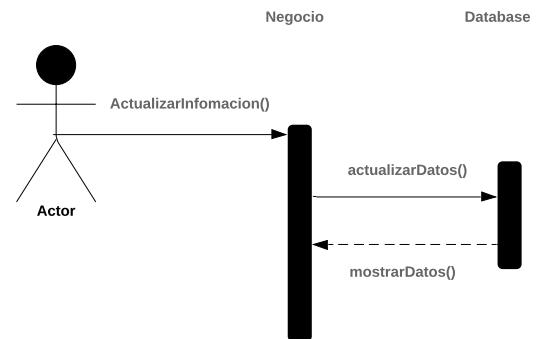 Negocio
Database
ActualizarInfomacion()
actualizarDatos()
Actor
mostrarDatos()